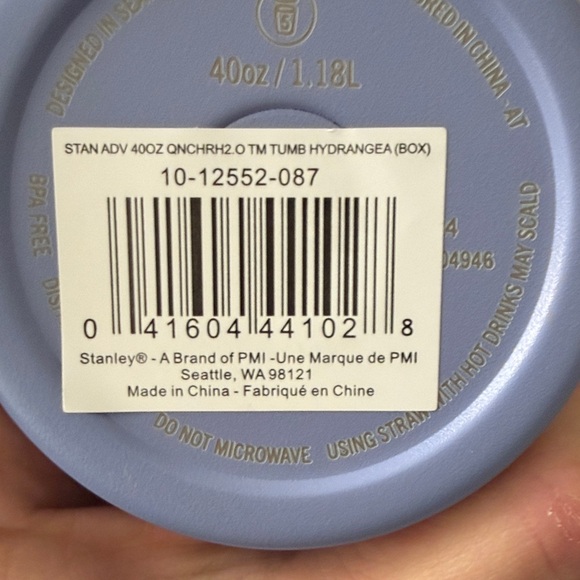 DESIGNED IN
RED IN CHINA -AT
40oz / 1.18L
STAN ADV 40OZ QNCHRH2.O TM TUMB HYDRANGEA (BOX)
10-12552-087
0 41604 44102 8
Stanley® - A Brand of PMI -Une Marque de PMI
Seattle, WA 98121
Made in China - Fabriqué en Chine
BPA FREE
4
04946
DO NOT MICROWAVE USING STRAW WITH HOT DRINKS MAY SCALD